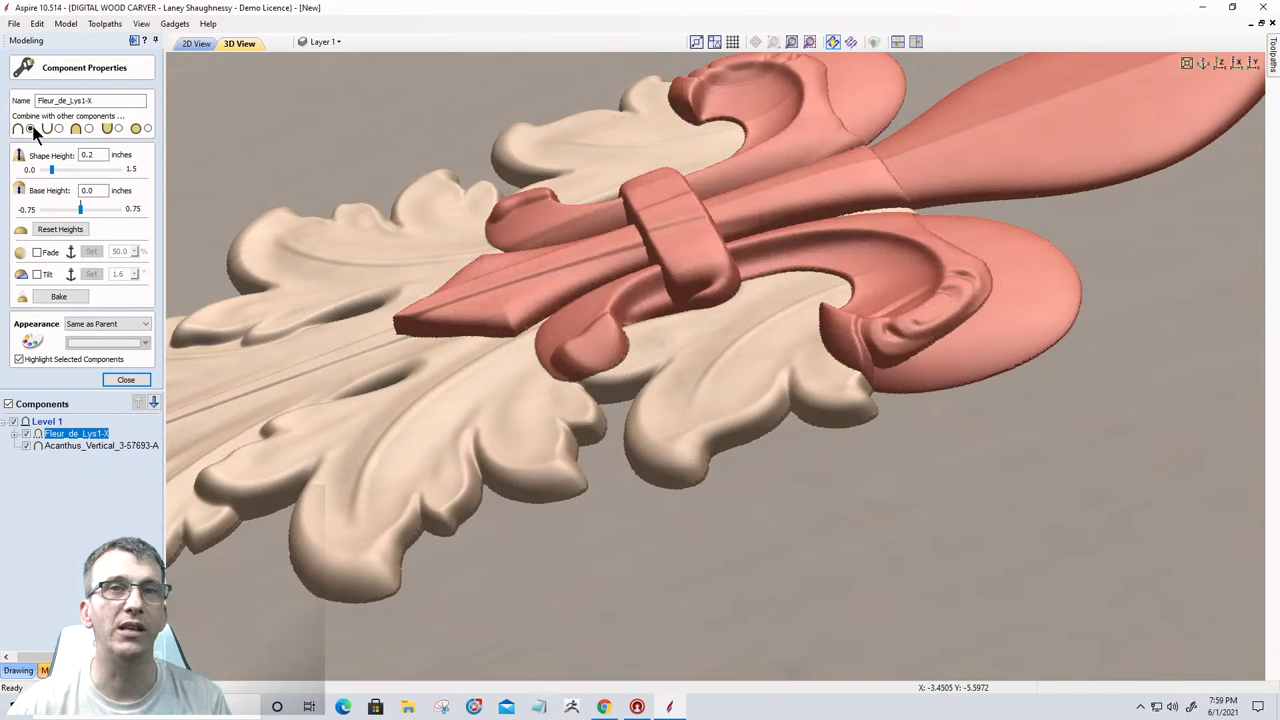 Aspire 10.514 - (DIGITAL WOOD CARVER - Laney Shaughnessy - Demo Licence) - [New]
File Edit Model Toolpaths View Gadgets Help
Modeling
2D View 3D View Layer 1
Toolpaths
Component Properties
Name Fleur_de_Lys1-X
Combine with other components ...
Shape Height: 0.2 inches
0.0 1.5
Base Height: 0.0 inches
-0.75 0.75
Reset Heights
Fade Set 50.0 %
Tilt Set 1.6 °
Bake
Appearance Same as Parent
Highlight Selected Components
Close
Components
Level 1
Fleur_de_Lys1-X
Acanthus_Vertical_3-57693-A
Drawing
Ready
X: -3.4505 Y: -5.5972
7:59 PM
6/1/2021